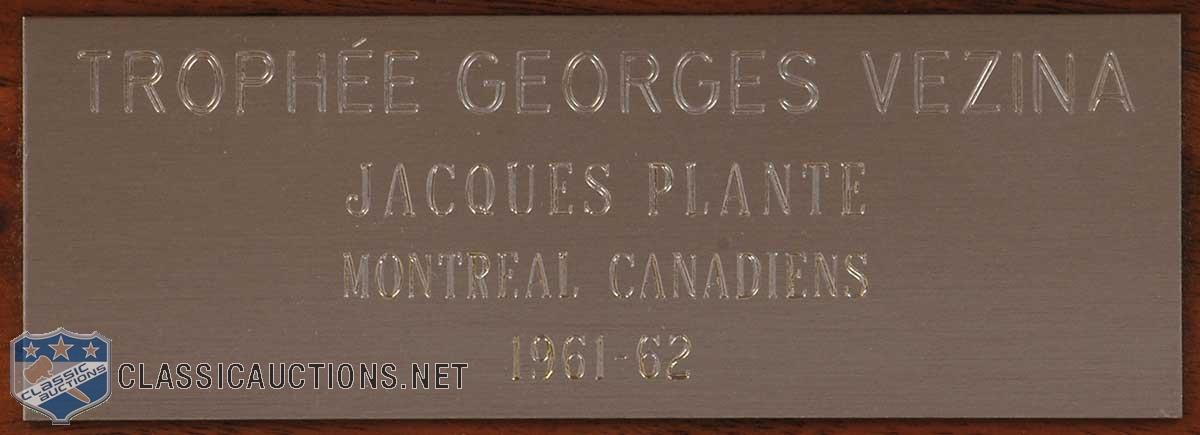 TROPHÉE GEORGES VEZINA
JACQUES PLANTE
MONTREAL CANADIENS
1961-62
CLASSIC AUCTIONS
CLASSICAUCTIONS.NET